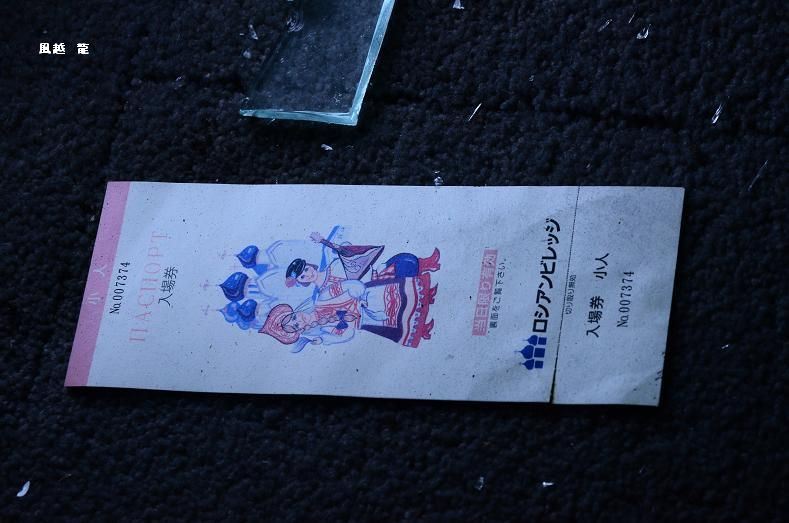 風越 龍
小人
No.007374
ПАСПОРТ
入場券
当日限り有効
裏面をご覧下さい。
ロシアンビレッジ
切り取り無効
入場券 小人
No.007374